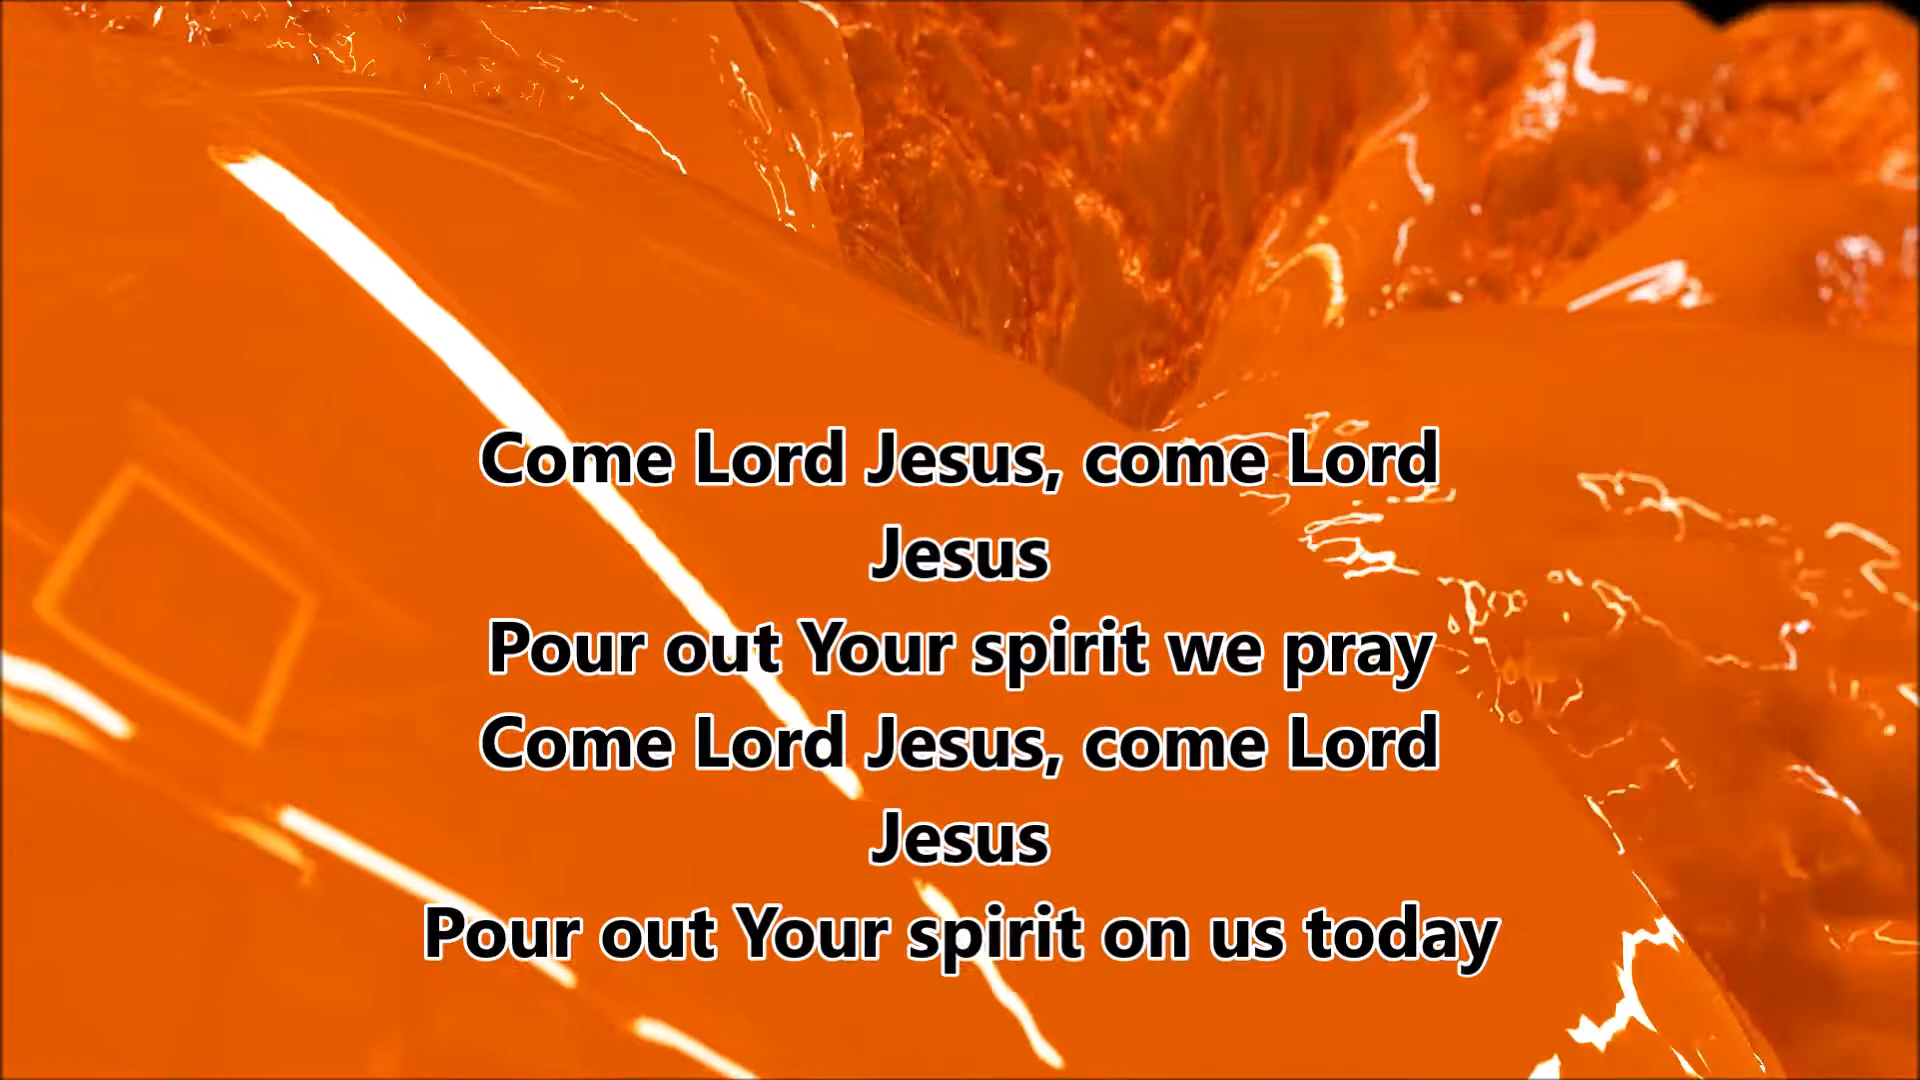 Come Lord Jesus, come Lord
Jesus
Pour out Your spirit we pray
Come Lord Jesus, come Lord
Jesus
Pour out Your spirit on us today